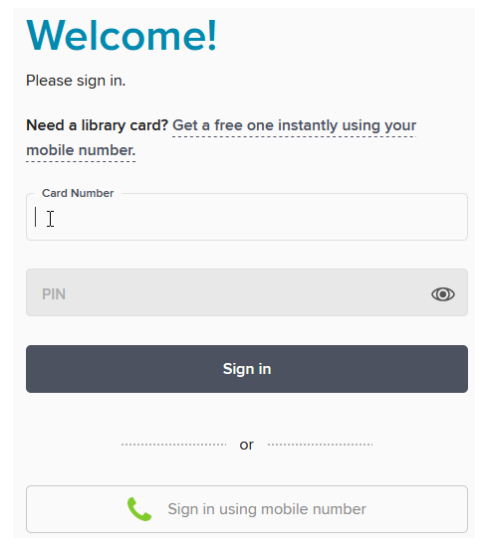 Welcome!
Please sign in.
Need a library card? Get a free one instantly using your
mobile number.
Card Number
PIN
Sign in
or
Sign in using mobile number